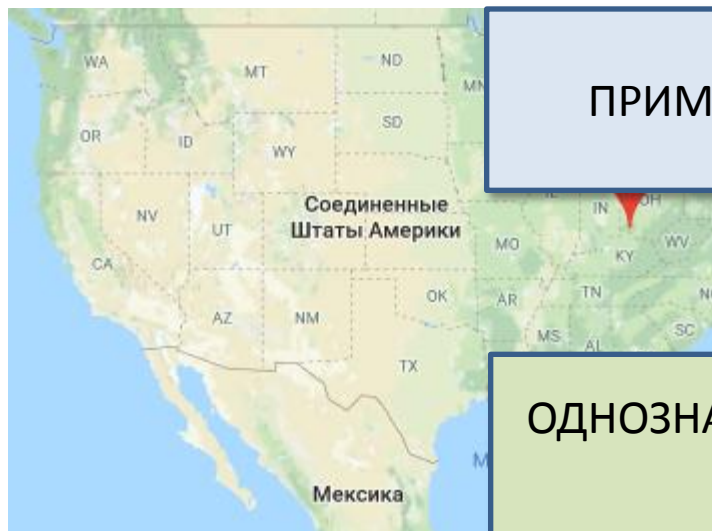 ПРИМ
WA
MT
ND
MN
OR
ID
SD
WY
Соединенные
Штаты Америки
NV
UT
IN
OH
MO
KY
WV
CA
OK
AR
TN
AZ
NM
SC
MS
AL
TX
ОДНОЗНА
Мексика